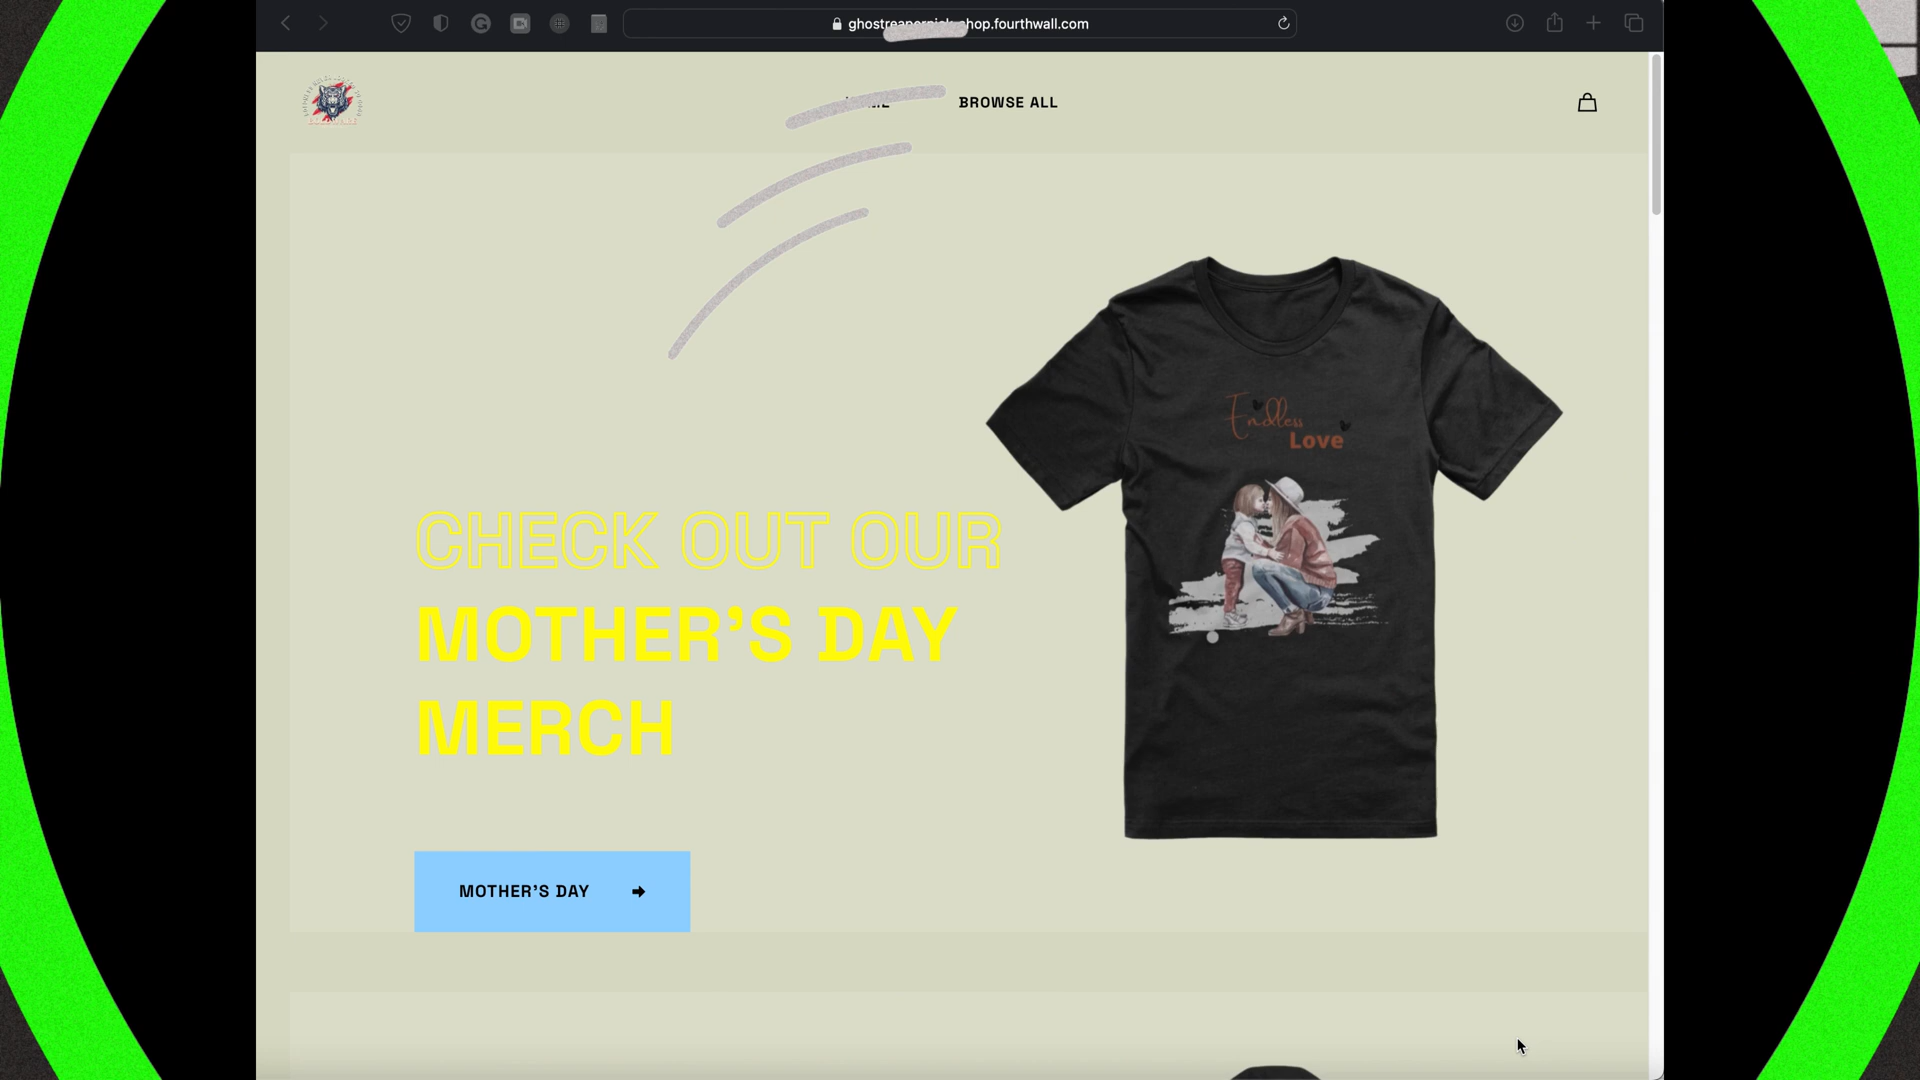 BROWSE ALL
Endless
Love
CHECK OUT OUR
MOTHER'S DAY
MERCH
MOTHER'S DAY